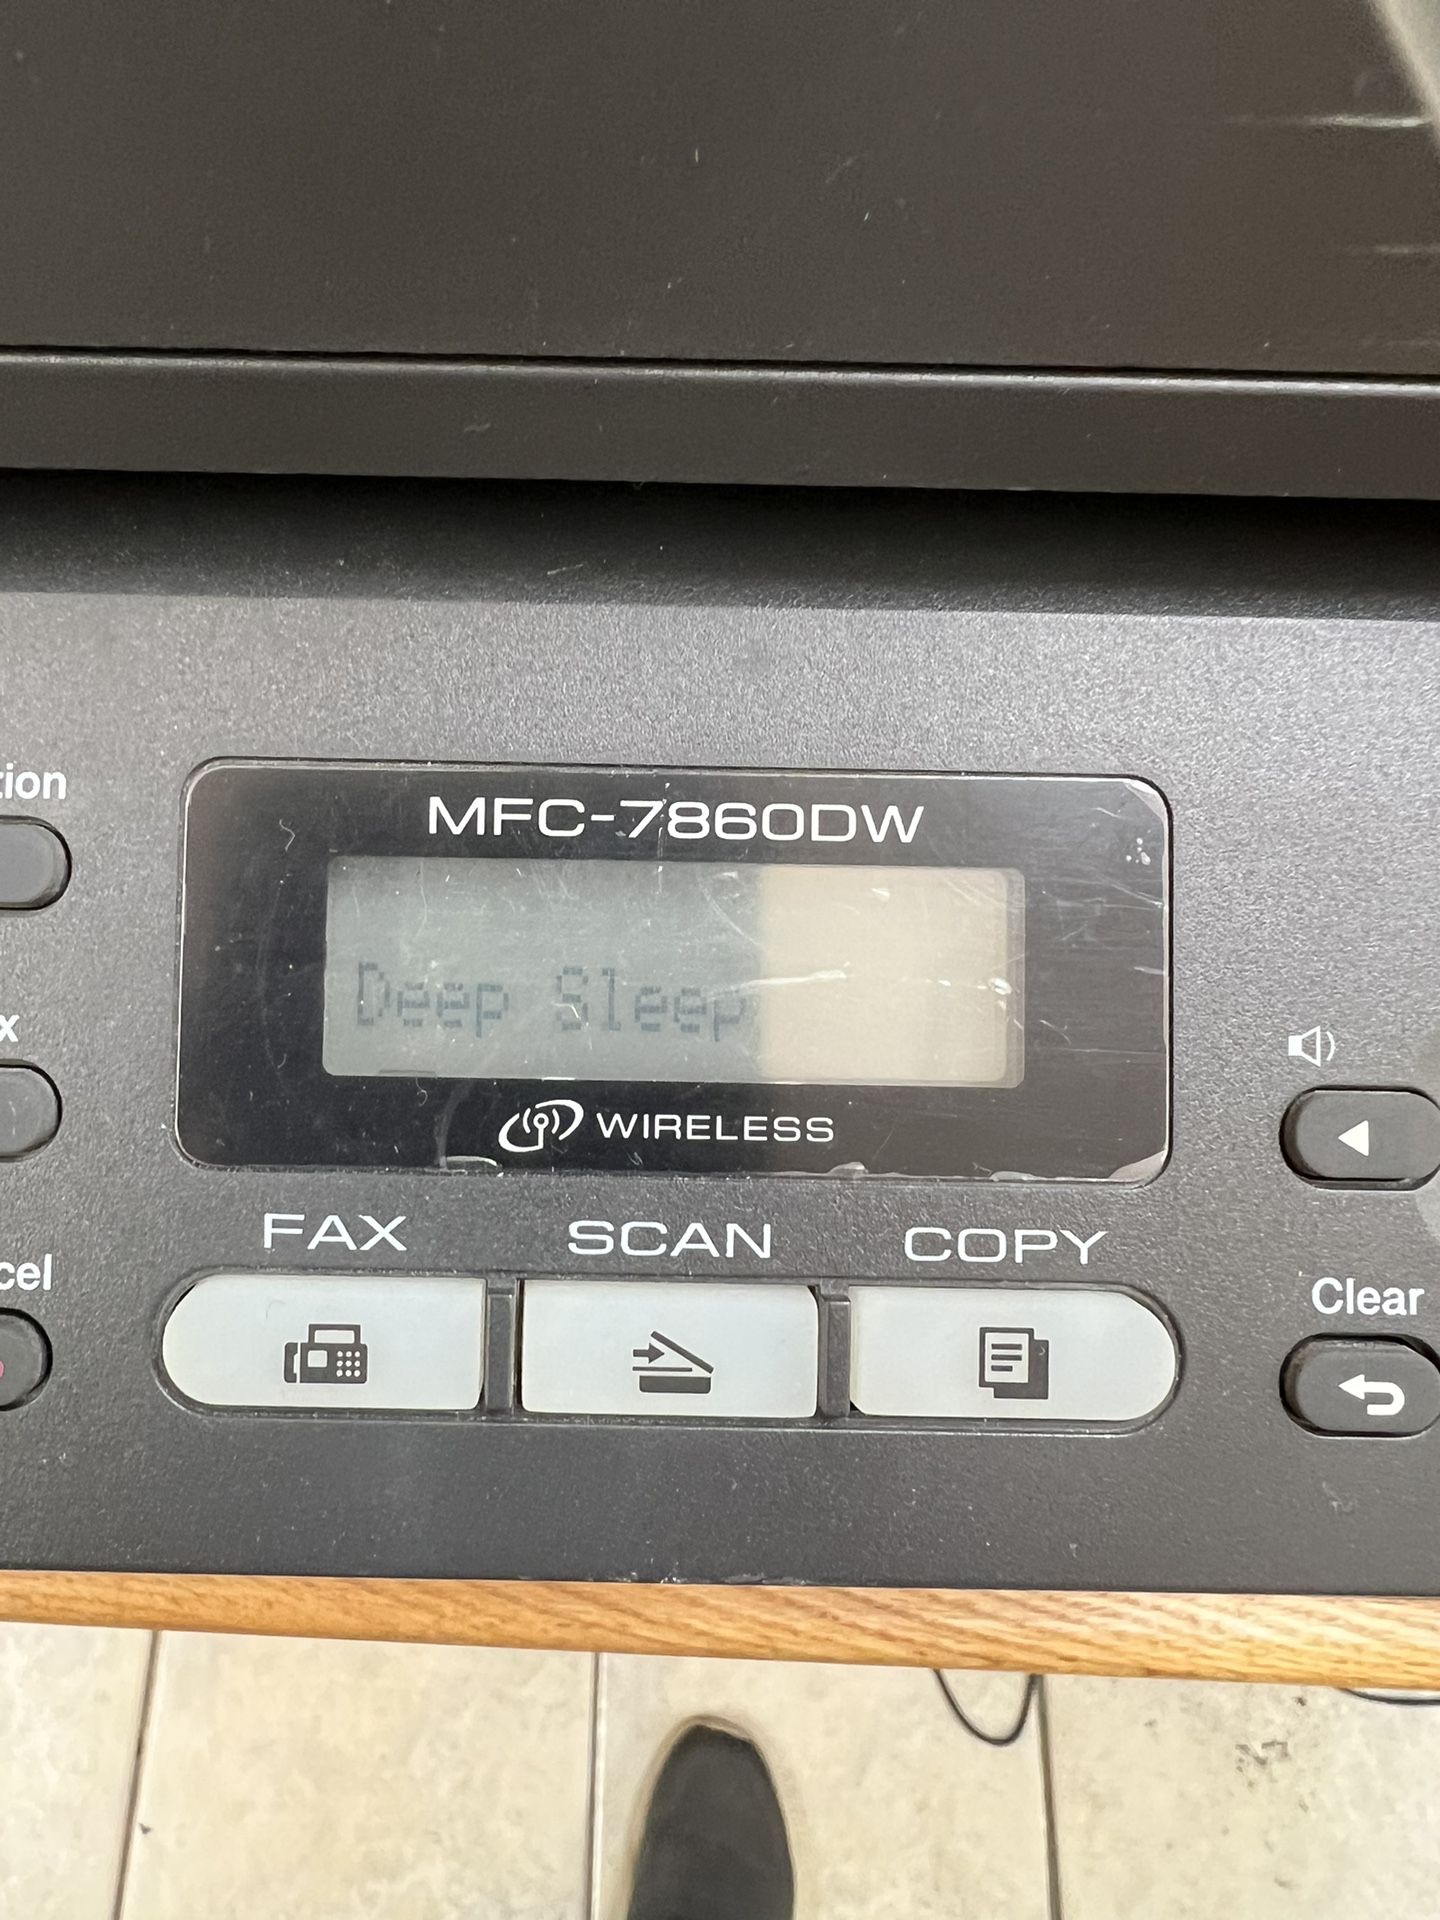 tion
MFC-7860DW
Deep Sleep
x
WIRELESS
FAX SCAN COPY
cel
Clear